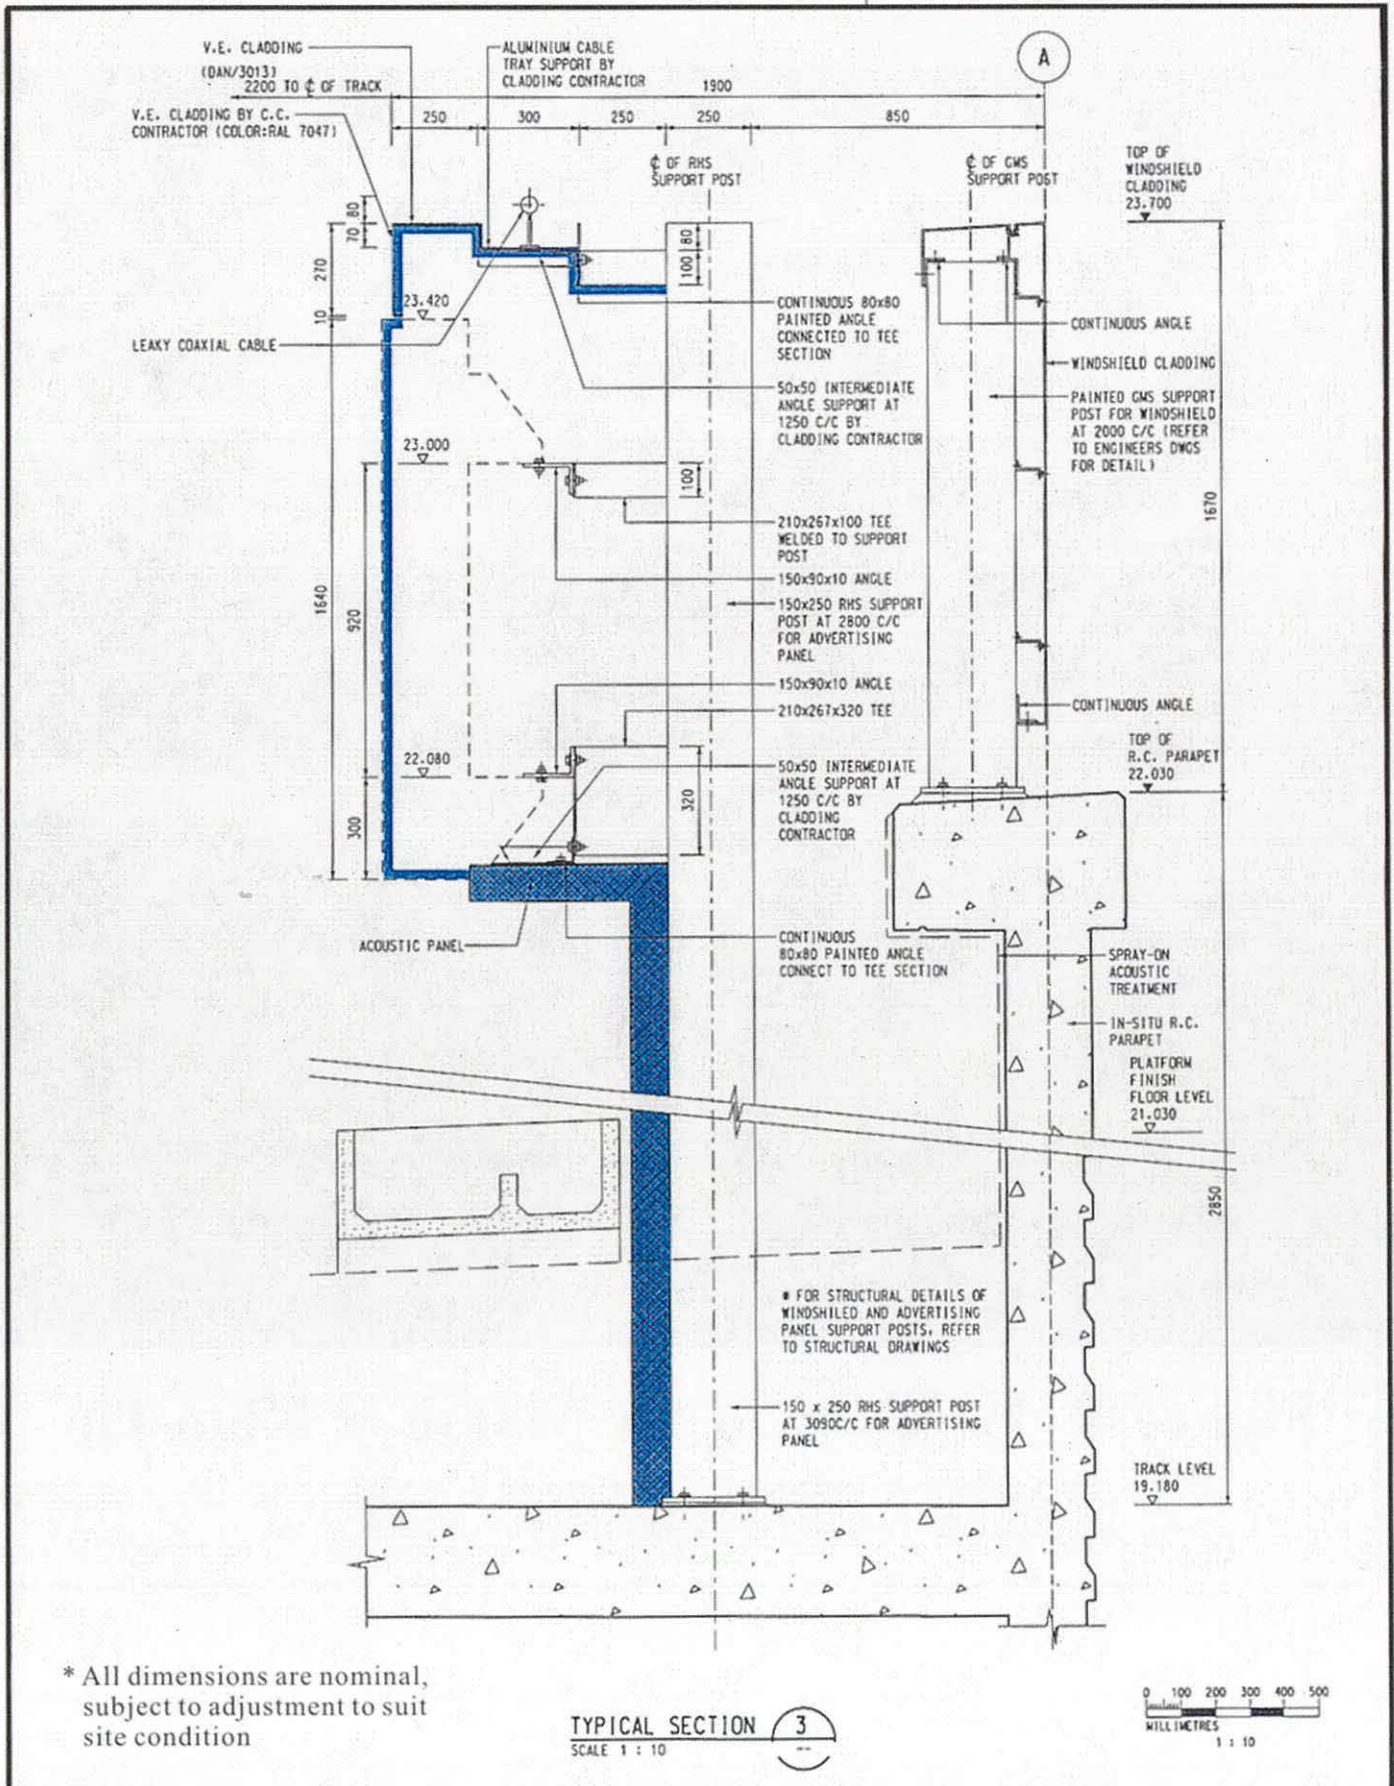 V.E. CLADDING
(DAN/3013)
2200 TO ℄ OF TRACK
V.E. CLADDING BY C.C.
CONTRACTOR (COLOR:RAL 7047)
ALUMINIUM CABLE
TRAY SUPPORT BY
CLADDING CONTRACTOR
A
1900
250
300
250
250
850
℄ OF RHS
SUPPORT POST
℄ OF GMS
SUPPORT POST
TOP OF
WINDSHIELD
CLADDING
23.700
80
70
270
10
80
100
23.420
LEAKY COAXIAL CABLE
CONTINUOUS 80x80
PAINTED ANGLE
CONNECTED TO TEE
SECTION
CONTINUOUS ANGLE
WINDSHIELD CLADDING
50x50 INTERMEDIATE
ANGLE SUPPORT AT
1250 C/C BY
CLADDING CONTRACTOR
PAINTED GMS SUPPORT
POST FOR WINDSHIELD
AT 2000 C/C (REFER
TO ENGINEERS DWGS
FOR DETAIL)
23.000
100
1670
210x267x100 TEE
WELDED TO SUPPORT
POST
150x90x10 ANGLE
150x250 RHS SUPPORT
POST AT 2800 C/C
FOR ADVERTISING
PANEL
1640
920
150x90x10 ANGLE
210x267x320 TEE
CONTINUOUS ANGLE
TOP OF
R.C. PARAPET
22.030
22.080
50x50 INTERMEDIATE
ANGLE SUPPORT AT
1250 C/C BY
CLADDING
CONTRACTOR
320
300
ACOUSTIC PANEL
CONTINUOUS
80x80 PAINTED ANGLE
CONNECT TO TEE SECTION
SPRAY-ON
ACOUSTIC
TREATMENT
IN-SITU R.C.
PARAPET
PLATFORM
FINISH
FLOOR LEVEL
21.030
2850
* FOR STRUCTURAL DETAILS OF
WINDSHILED AND ADVERTISING
PANEL SUPPORT POSTS, REFER
TO STRUCTURAL DRAWINGS
150 x 250 RHS SUPPORT POST
AT 3090C/C FOR ADVERTISING
PANEL
TRACK LEVEL
19.180
* All dimensions are nominal,
subject to adjustment to suit
site condition
TYPICAL SECTION 3
SCALE 1 : 10 --
0 100 200 300 400 500
MILLIMETRES
1 : 10